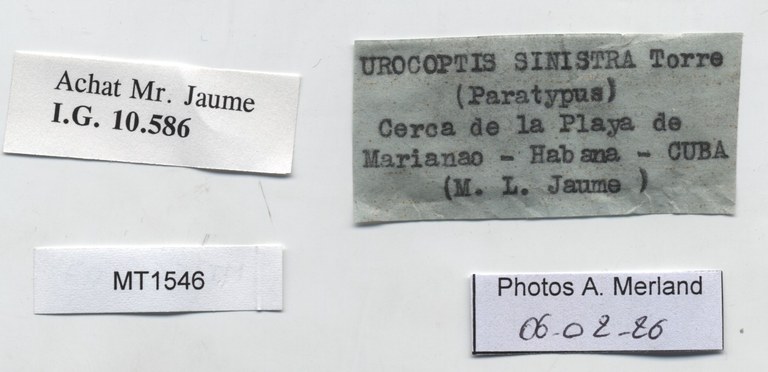 Achat Mr. Jaume
I.G. 10.586
UROCOPTIS SINISTRA Torre
(Paratypus)
Cerca de la Playa de
Marianao - Habana - CUBA
(M. L. Jaume )
MT1546
Photos A. Merland
06-02-26